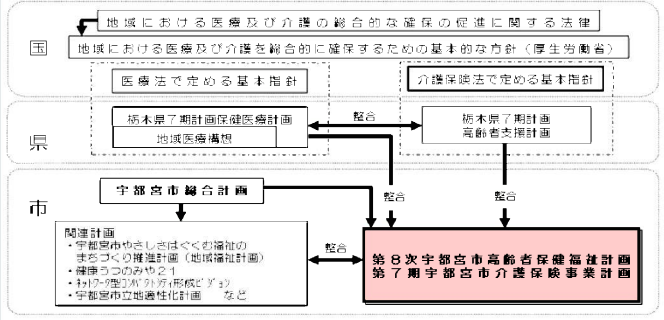 国
地域における医療及び介護の総合的な確保の促進に関する法律
地域における医療及び介護を総合的に確保するための基本的な方針（厚生労働省）
医療法で定める基本指針
介護保険法で定める基本指針
県
栃木県７期計画保健医療計画
地域医療構想
整合
栃木県７期計画
高齢者支援計画
市
宇都宮市総合計画
整合
整合
関連計画
・宇都宮市やさしさはぐくむ福祉の
まちづくり推進計画（地域福祉計画）
・健康うつのみや２１
・ﾈｯﾄﾜｰｸ型ｺﾝﾊﾟｸﾄｼﾃｨ形成ﾋﾞｼﾞｮﾝ
・宇都宮市立地適性化計画　など
整合
第８次宇都宮市高齢者保健福祉計画
第７期宇都宮市介護保険事業計画